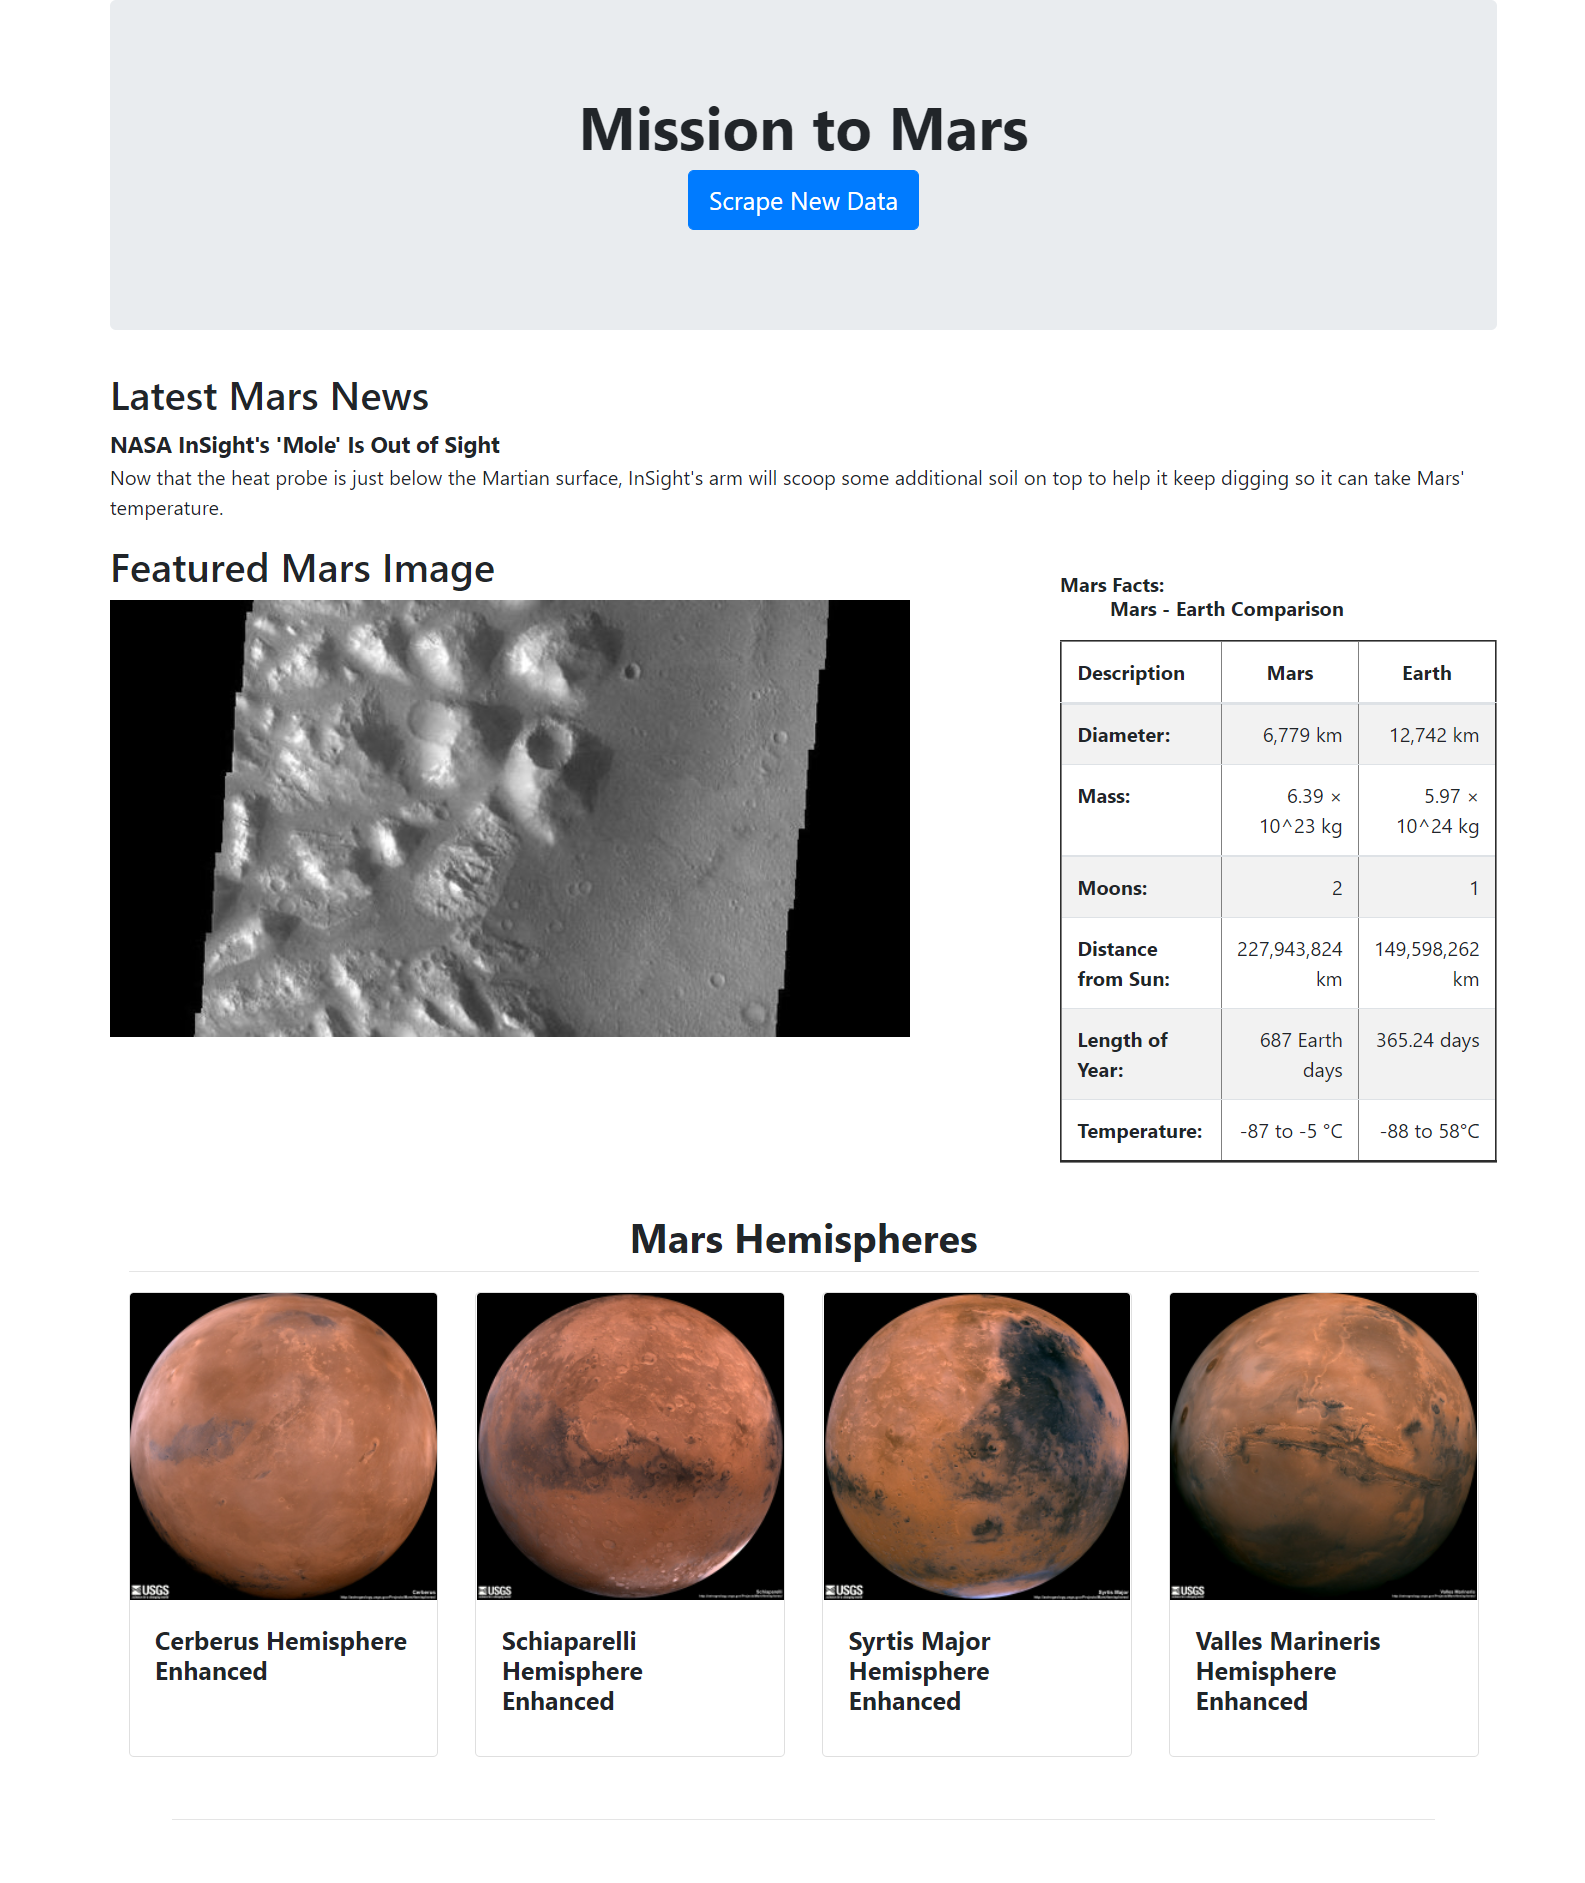 Mission to Mars
Scrape New Data
Latest Mars News
NASA InSight's 'Mole' Is Out of Sight
Now that the heat probe is just below the Martian surface, InSight's arm will scoop some additional soil on top to help it keep digging so it can take Mars'
temperature.
Featured Mars Image
Mars Facts:
Mars - Earth Comparison
Description Mars Earth
Diameter: 6,779 km 12,742 km
Mass: 6.39 × 5.97 ×
10^23 kg 10^24 kg
Moons: 2 1
Distance 227,943,824 149,598,262
from Sun: km km
Length of 687 Earth 365.24 days
Year: days
Temperature: -87 to -5 °C -88 to 58°C
Mars Hemispheres
USGS Cerberus
USGS Schiaparelli
USGS Syrtis Major
USGS Valles Marineris
Cerberus Hemisphere
Enhanced
Schiaparelli
Hemisphere
Enhanced
Syrtis Major
Hemisphere
Enhanced
Valles Marineris
Hemisphere
Enhanced